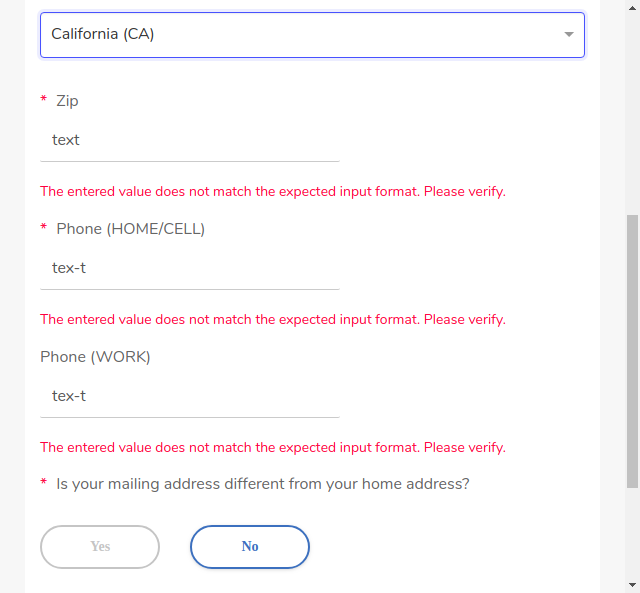 California (CA)
* Zip
text
The entered value does not match the expected input format. Please verify.
* Phone (HOME/CELL)
tex-t
The entered value does not match the expected input format. Please verify.
Phone (WORK)
tex-t
The entered value does not match the expected input format. Please verify.
* Is your mailing address different from your home address?
Yes No